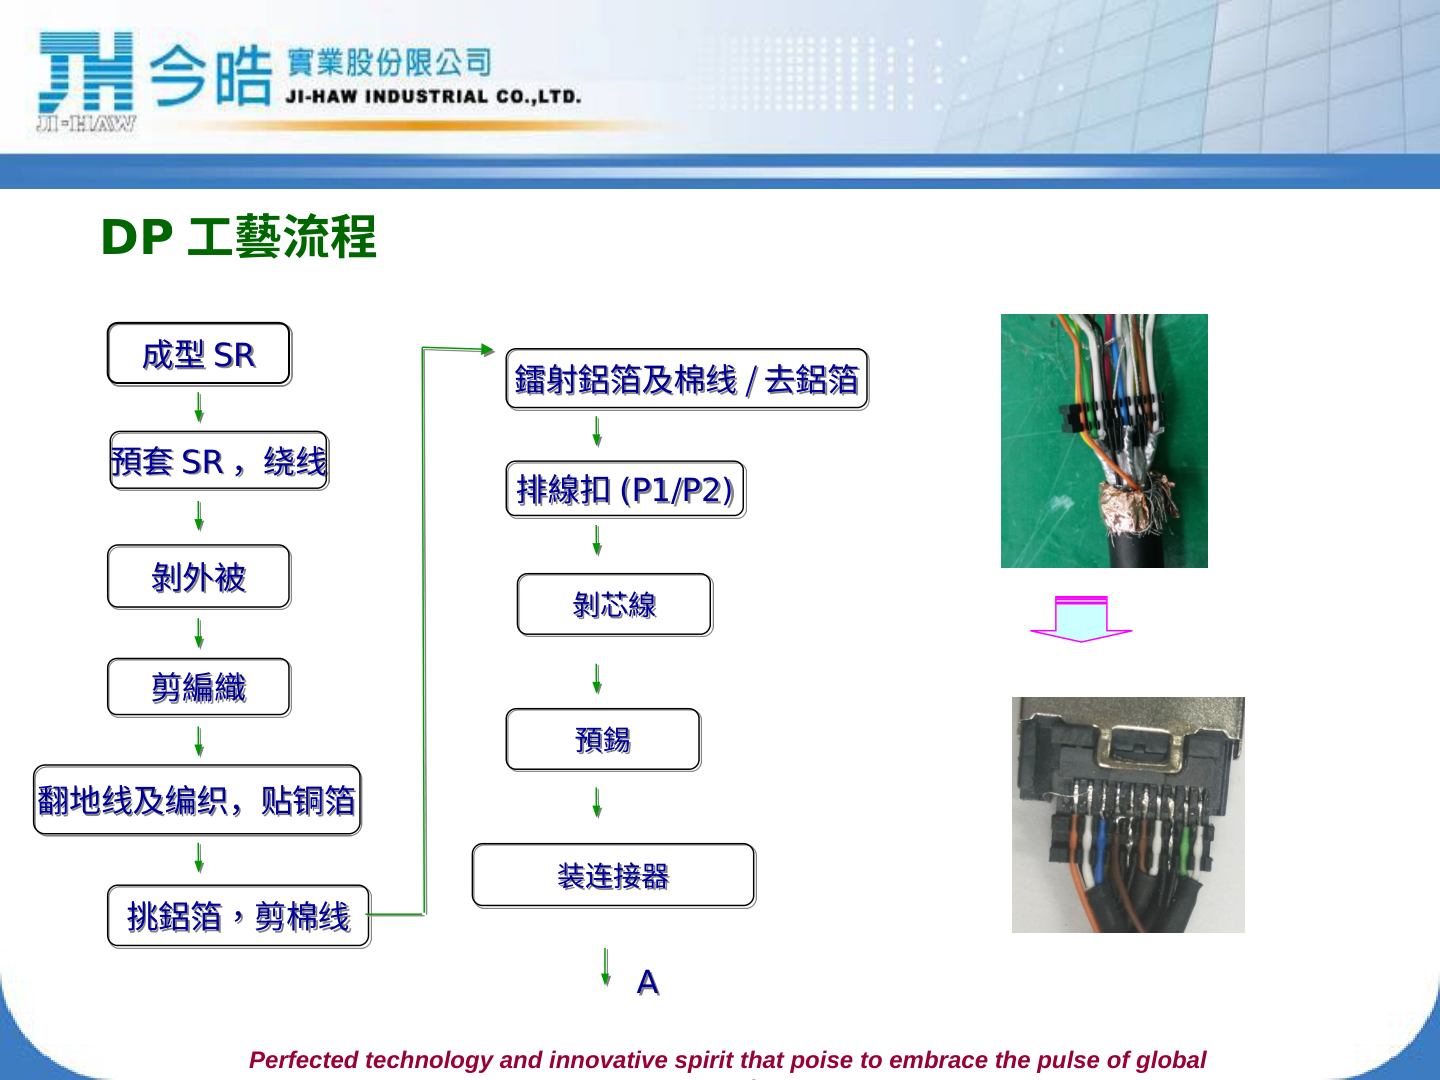 今皓 實業股份限公司
JI-HAW INDUSTRIAL CO.,LTD.
JI-HAW
DP 工藝流程
成型 SR
預套 SR ，绕线
剝外被
剪編織
翻地线及编织，贴铜箔
挑鋁箔，剪棉线
鐳射鋁箔及棉线 / 去鋁箔
排線扣 (P1/P2)
剝芯線
預錫
装连接器
A
Perfected technology and innovative spirit that poise to embrace the pulse of global